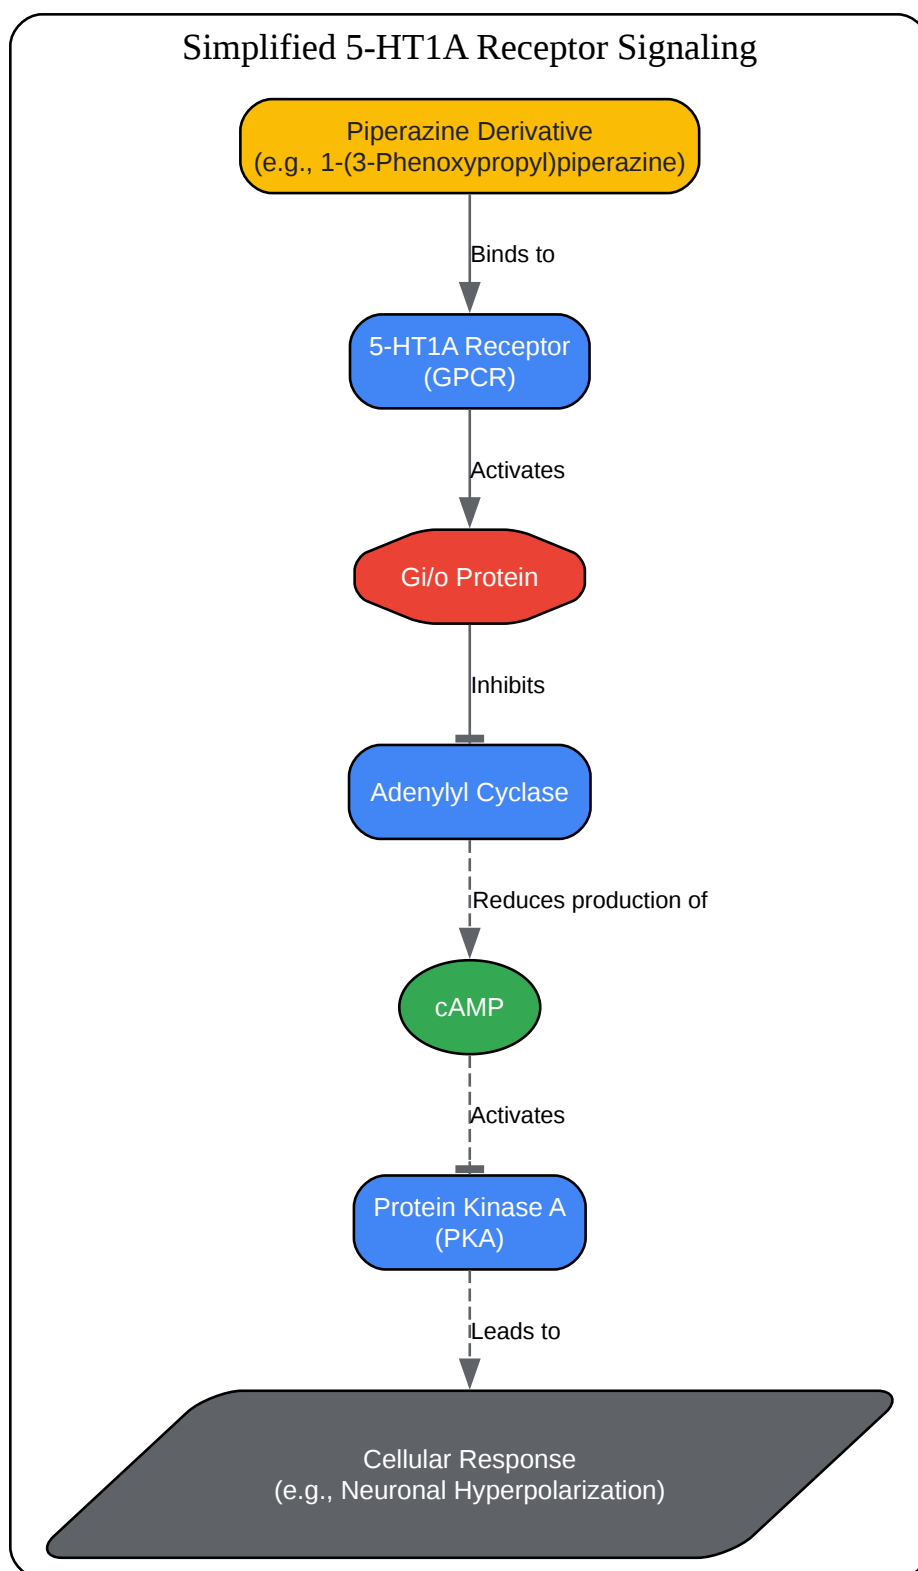 Simplified 5-HT1A Receptor Signaling
Piperazine Derivative
(e.g., 1-(3-Phenoxypropyl)piperazine)
Binds to
5-HT1A Receptor
(GPCR)
Activates
Gi/o Protein
Inhibits
Adenylyl Cyclase
Reduces production of
cAMP
Activates
Protein Kinase A
(PKA)
Leads to
Cellular Response
(e.g., Neuronal Hyperpolarization)